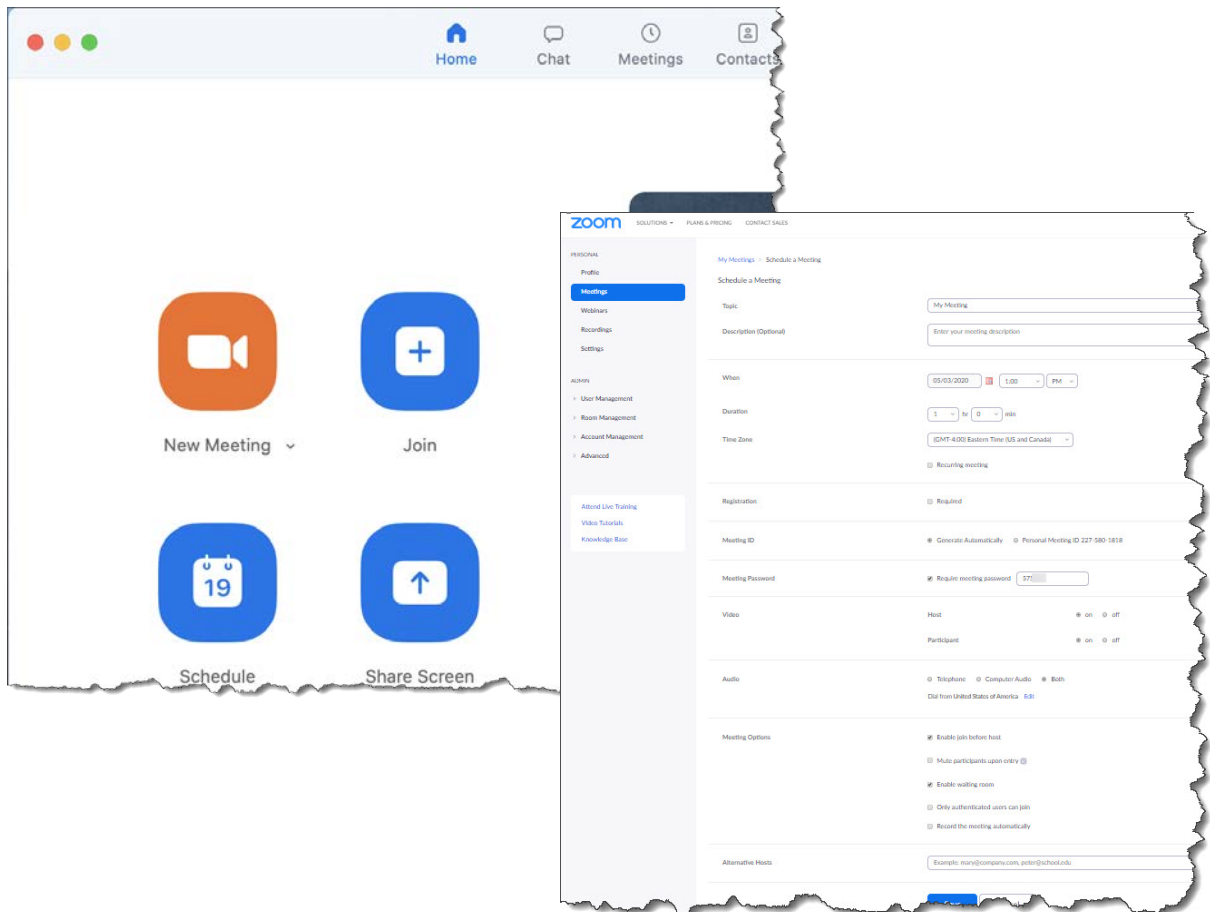 Home Chat Meetings Contacts
New Meeting
Join
19
Schedule
Share Screen
zoom SOLUTIONS PLANS & PRICING CONTACT SALES
PERSONAL
Profile
Meetings
Webinars
Recordings
Settings
ADMIN
User Management
Room Management
Account Management
Advanced
Attend Live Training
Video Tutorials
Knowledge Base
My Meetings > Schedule a Meeting
Schedule a Meeting
Topic My Meeting
Description (Optional) Enter your meeting description
When 05/03/2020 1:00 PM
Duration 1 hr 0 min
Time Zone (GMT-4:00) Eastern Time (US and Canada)
Recurring meeting
Registration Required
Meeting ID Generate Automatically Personal Meeting ID 227-580-1818
Meeting Password Require meeting password 575
Video Host on off
Participant on off
Audio Telephone Computer Audio Both
Dial from United States of America Edit
Meeting Options Enable join before host
Mute participants upon entry
Enable waiting room
Only authenticated users can join
Record the meeting automatically
Alternative Hosts Example: mary@company.com, peter@school.edu